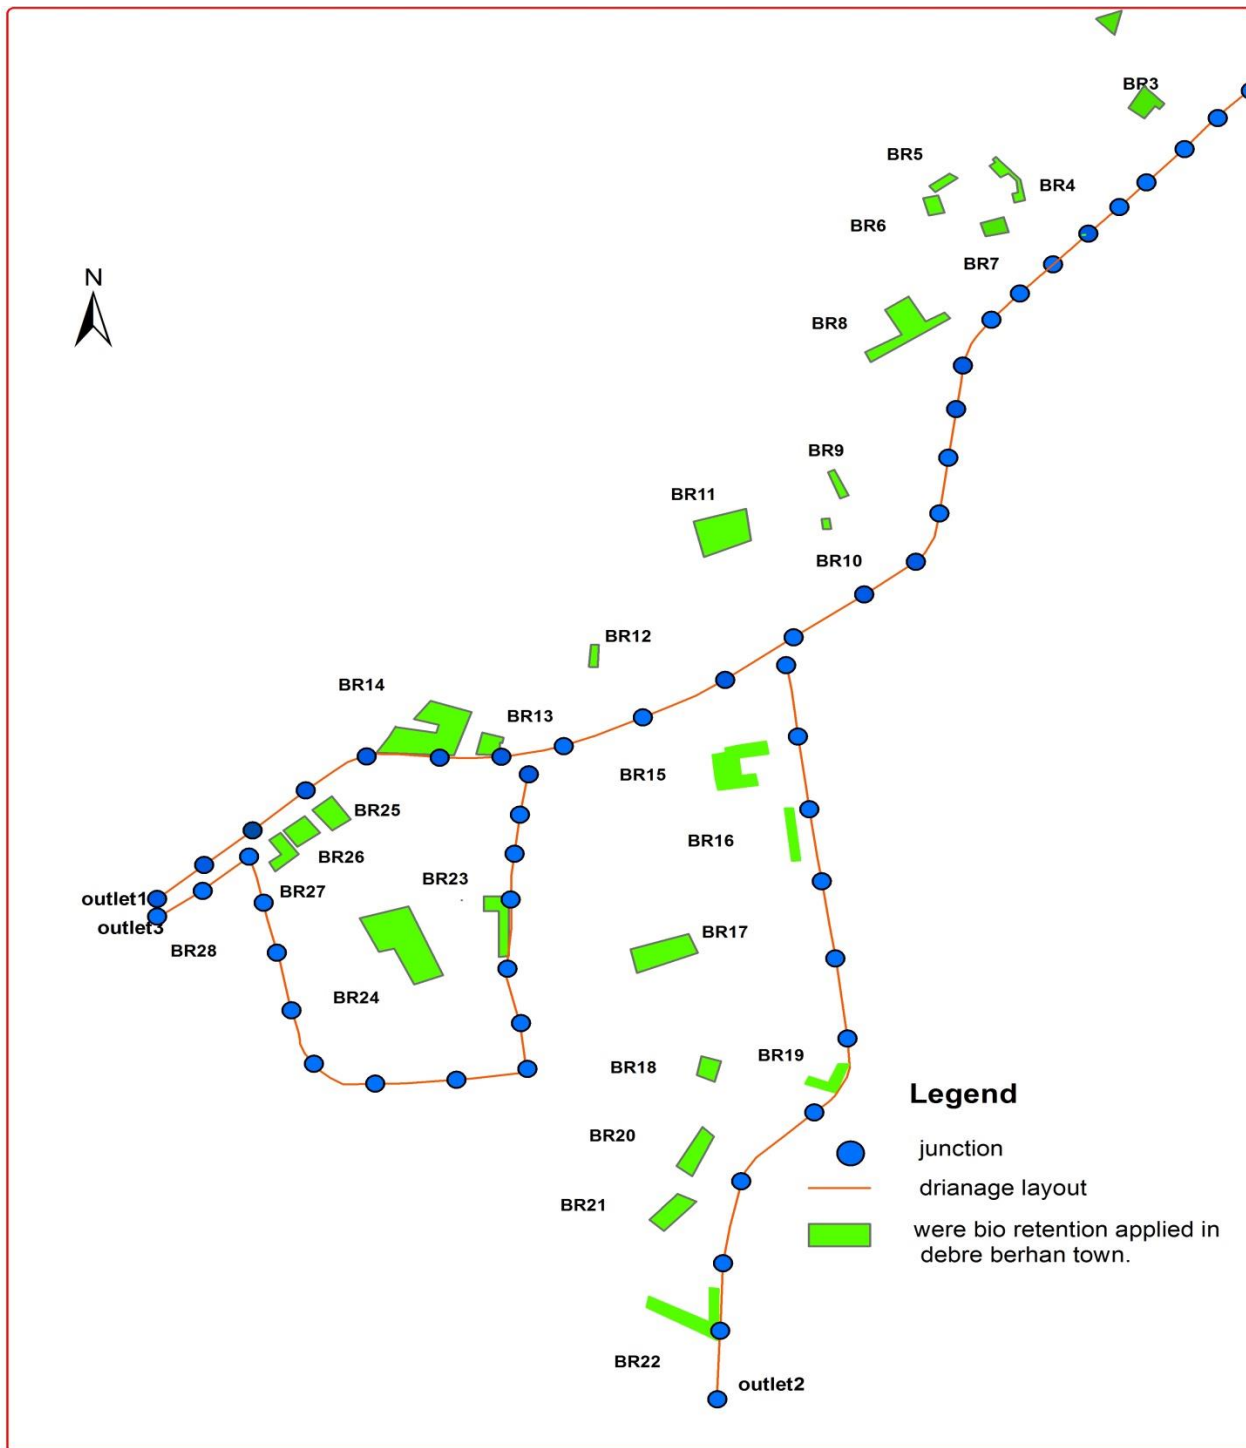 BR3
BR5
BR4
BR6
BR7
N
BR8
BR9
BR11
BR10
BR12
BR14
BR13
BR15
BR25
BR16
BR26
BR23
BR27
outlet1
outlet3
BR17
BR28
BR24
BR19
BR18
Legend
BR20
junction
drianage layout
BR21
were bio retention applied in
debre berhan town.
BR22
outlet2